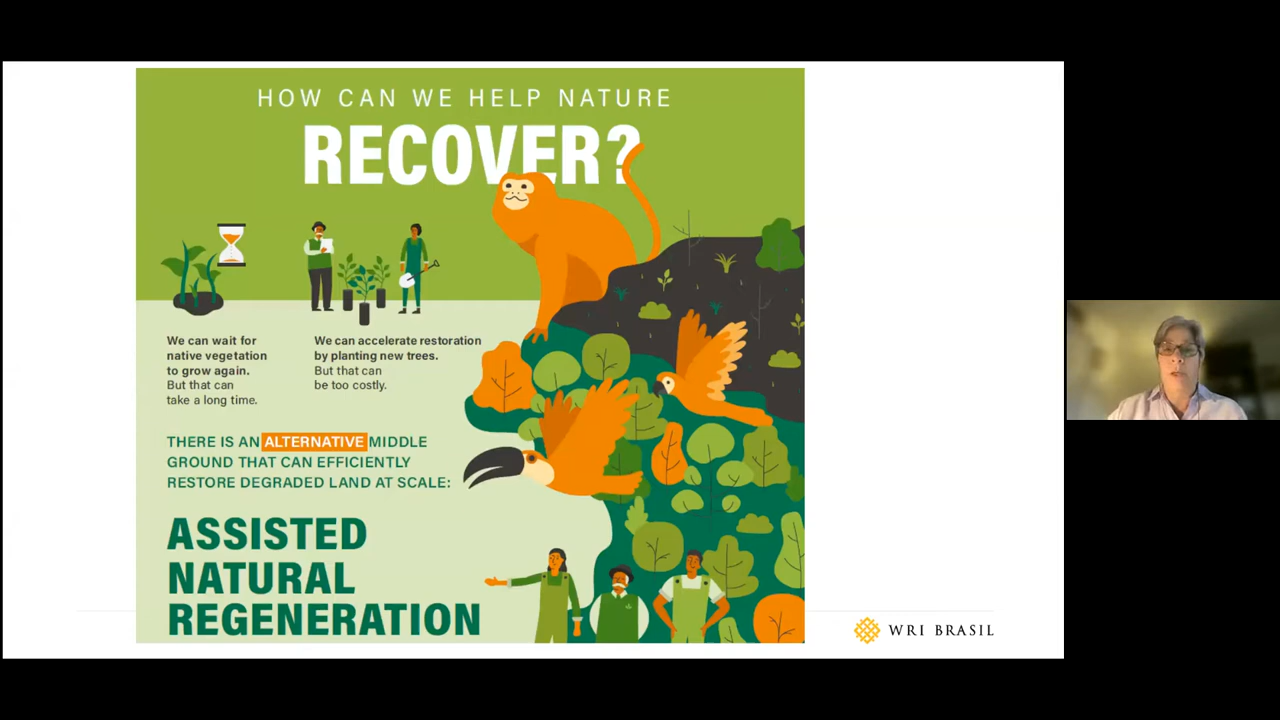 HOW CAN WE HELP NATURE
RECOVER?
We can wait for
native vegetation
to grow again.
But that can
take a long time.
We can accelerate restoration
by planting new trees.
But that can
be too costly.
THERE IS AN ALTERNATIVE MIDDLE
GROUND THAT CAN EFFICIENTLY
RESTORE DEGRADED LAND AT SCALE:
ASSISTED
NATURAL
REGENERATION
WRI BRASIL